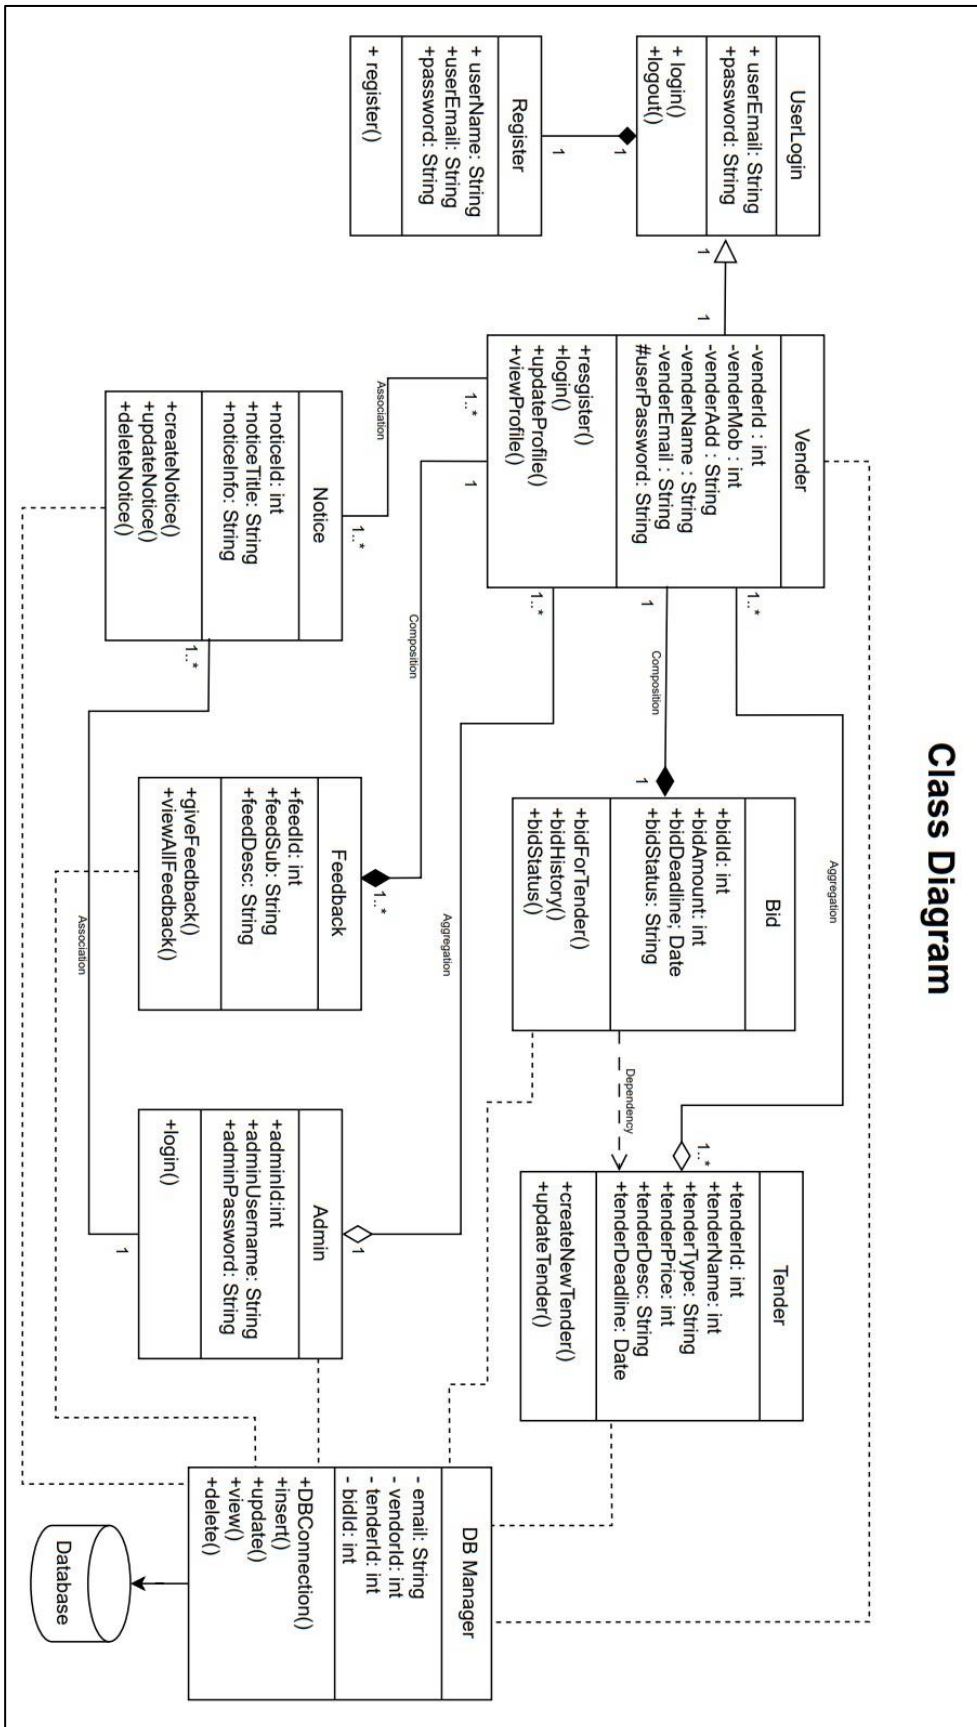 Class Diagram
UserLogin
+ userEmail: String
+password: String
+ login()
+logout()
1
1
Register
+ userName: String
+userEmail: String
+password: String
+ register()
1
1
Vender
-venderId : int
-venderMob : int
-venderAdd : String
-venderName : String
-venderEmail : String
#userPassword: String
+resgister()
+login()
+updateProfile()
+viewProfile()
1..*
1
1..*
1
1..*
Association
Composition
Aggregation
Composition
Aggregation
Notice
+noticeId: int
+noticeTitle: String
+noticeInfo: String
+createNotice()
+updateNotice()
+deleteNotice()
1..*
1..*
Bid
+bidId: int
+bidAmount: int
+bidDeadline; Date
+bidStatus: String
+bidForTender()
+bidHistory()
+bidStatus()
1
Feedback
+feedId: int
+feedSub: String
+feedDesc: String
+giveFeedback()
+viewAllFeedback()
1..*
Dependency
Association
Tender
+tenderId: int
+tenderName: int
+tenderType: String
+tenderPrice: int
+tenderDesc: String
+tenderDeadline: Date
+createNewTender()
+updateTender()
1..*
Admin
+adminId:int
+adminUsername: String
+adminPassword: String
+login()
1
1
DB Manager
- email: String
- vendorId: int
- tenderId: int
- bidId: int
+DBConnection()
+insert()
+update()
+view()
+delete()
Database